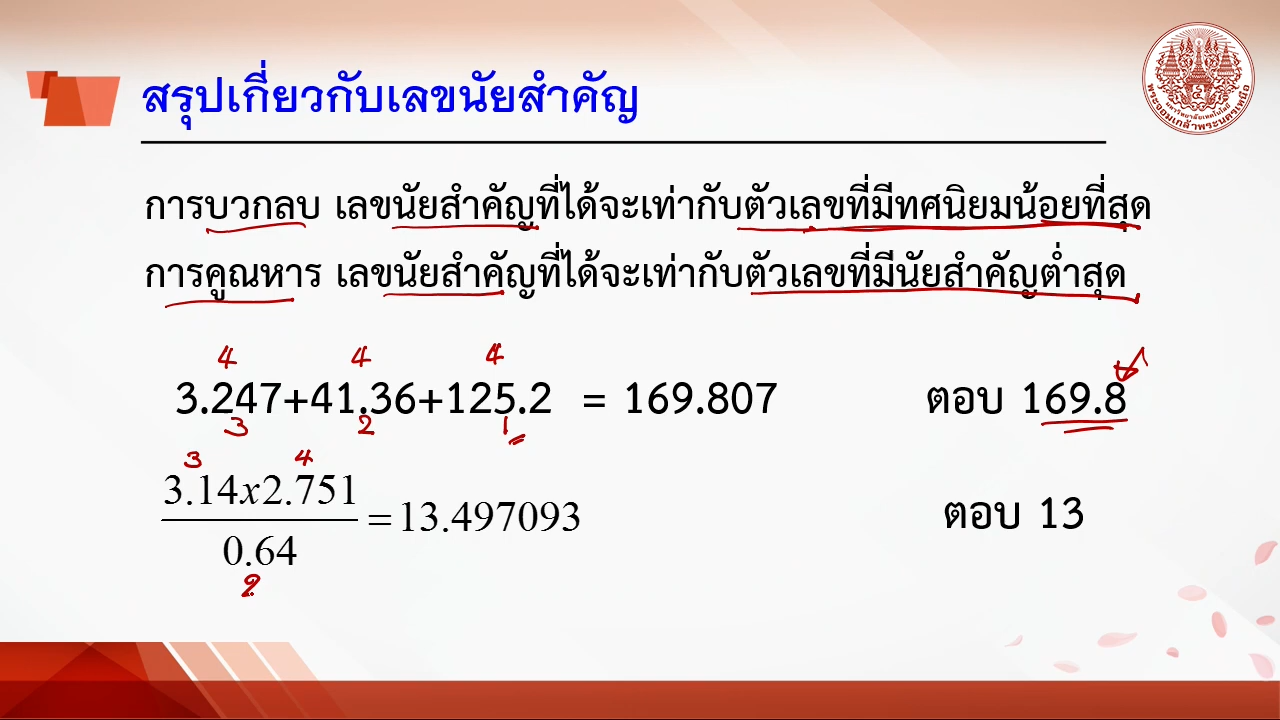 สรุปเกี่ยวกับเลขนัยสำคัญ
การบวกลบ เลขนัยสำคัญที่ได้จะเท่ากับตัวเลขที่มีทศนิยมน้อยที่สุด
การคูณหาร เลขนัยสำคัญที่ได้จะเท่ากับตัวเลขที่มีนัยสำคัญต่ำสุด
4 4 4
3.247+41.36+125.2 = 169.807 ตอบ 169.8
3 2 1
3 4
3.14x2.751
= 13.497093 ตอบ 13
0.64
2